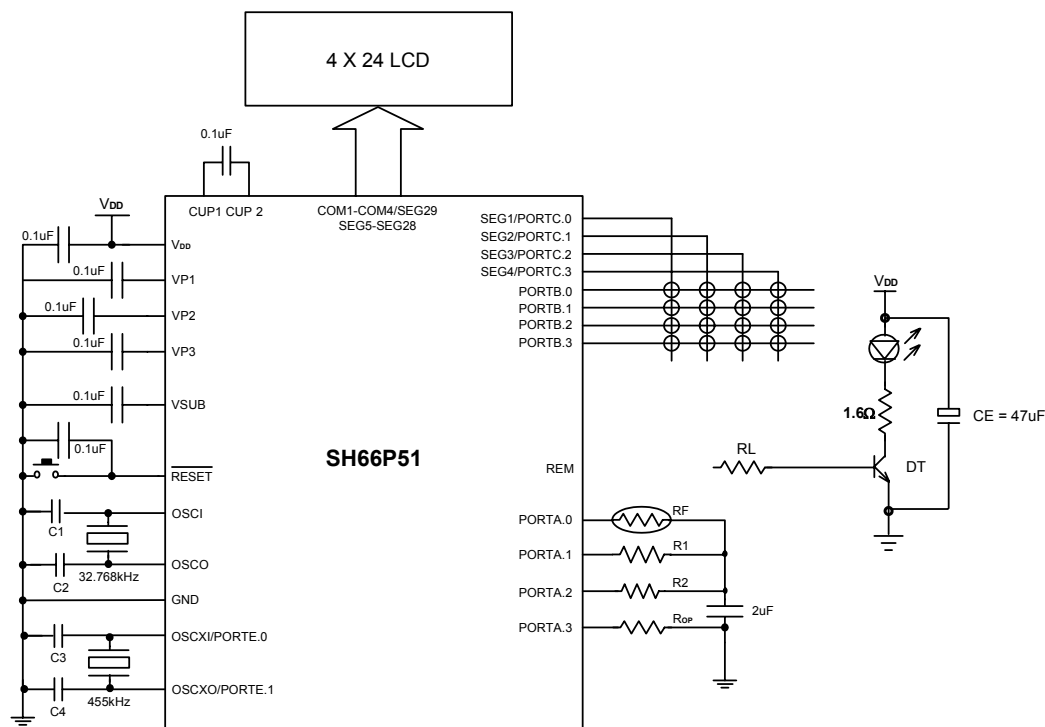 4 X 24 LCD
0.1uF
CUP1 CUP 2
COM1-COM4/SEG29
SEG5-SEG28
VDD
0.1uF
VDD
0.1uF
VP1
0.1uF
VP2
0.1uF
VP3
0.1uF
VSUB
0.1uF
RESET
C1
OSCI
C2
32.768kHz
OSCO
GND
C3
OSCXI/PORTE.0
C4
455kHz
OSCXO/PORTE.1
SH66P51
SEG1/PORTC.0
SEG2/PORTC.1
SEG3/PORTC.2
SEG4/PORTC.3
PORTB.0
PORTB.1
PORTB.2
PORTB.3
REM
RL
PORTA.0
RF
PORTA.1
R1
PORTA.2
R2
PORTA.3
ROP
2uF
VDD
1.6Ω
CE = 47uF
DT